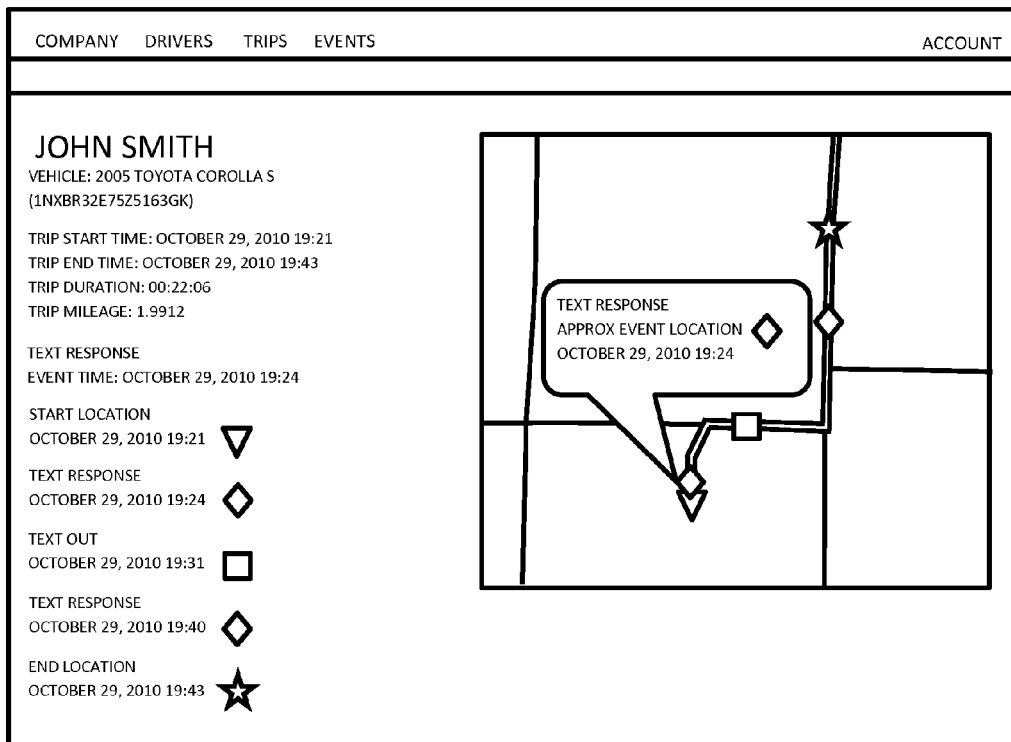 COMPANY DRIVERS TRIPS EVENTS ACCOUNT
JOHN SMITH
VEHICLE: 2005 TOYOTA COROLLA S
(1NXBR32E75Z5163GK)
TRIP START TIME: OCTOBER 29, 2010 19:21
TRIP END TIME: OCTOBER 29, 2010 19:43
TRIP DURATION: 00:22:06
TRIP MILEAGE: 1.9912
TEXT RESPONSE
EVENT TIME: OCTOBER 29, 2010 19:24
START LOCATION
OCTOBER 29, 2010 19:21
TEXT RESPONSE
OCTOBER 29, 2010 19:24
TEXT OUT
OCTOBER 29, 2010 19:31
TEXT RESPONSE
OCTOBER 29, 2010 19:40
END LOCATION
OCTOBER 29, 2010 19:43
TEXT RESPONSE
APPROX EVENT LOCATION
OCTOBER 29, 2010 19:24